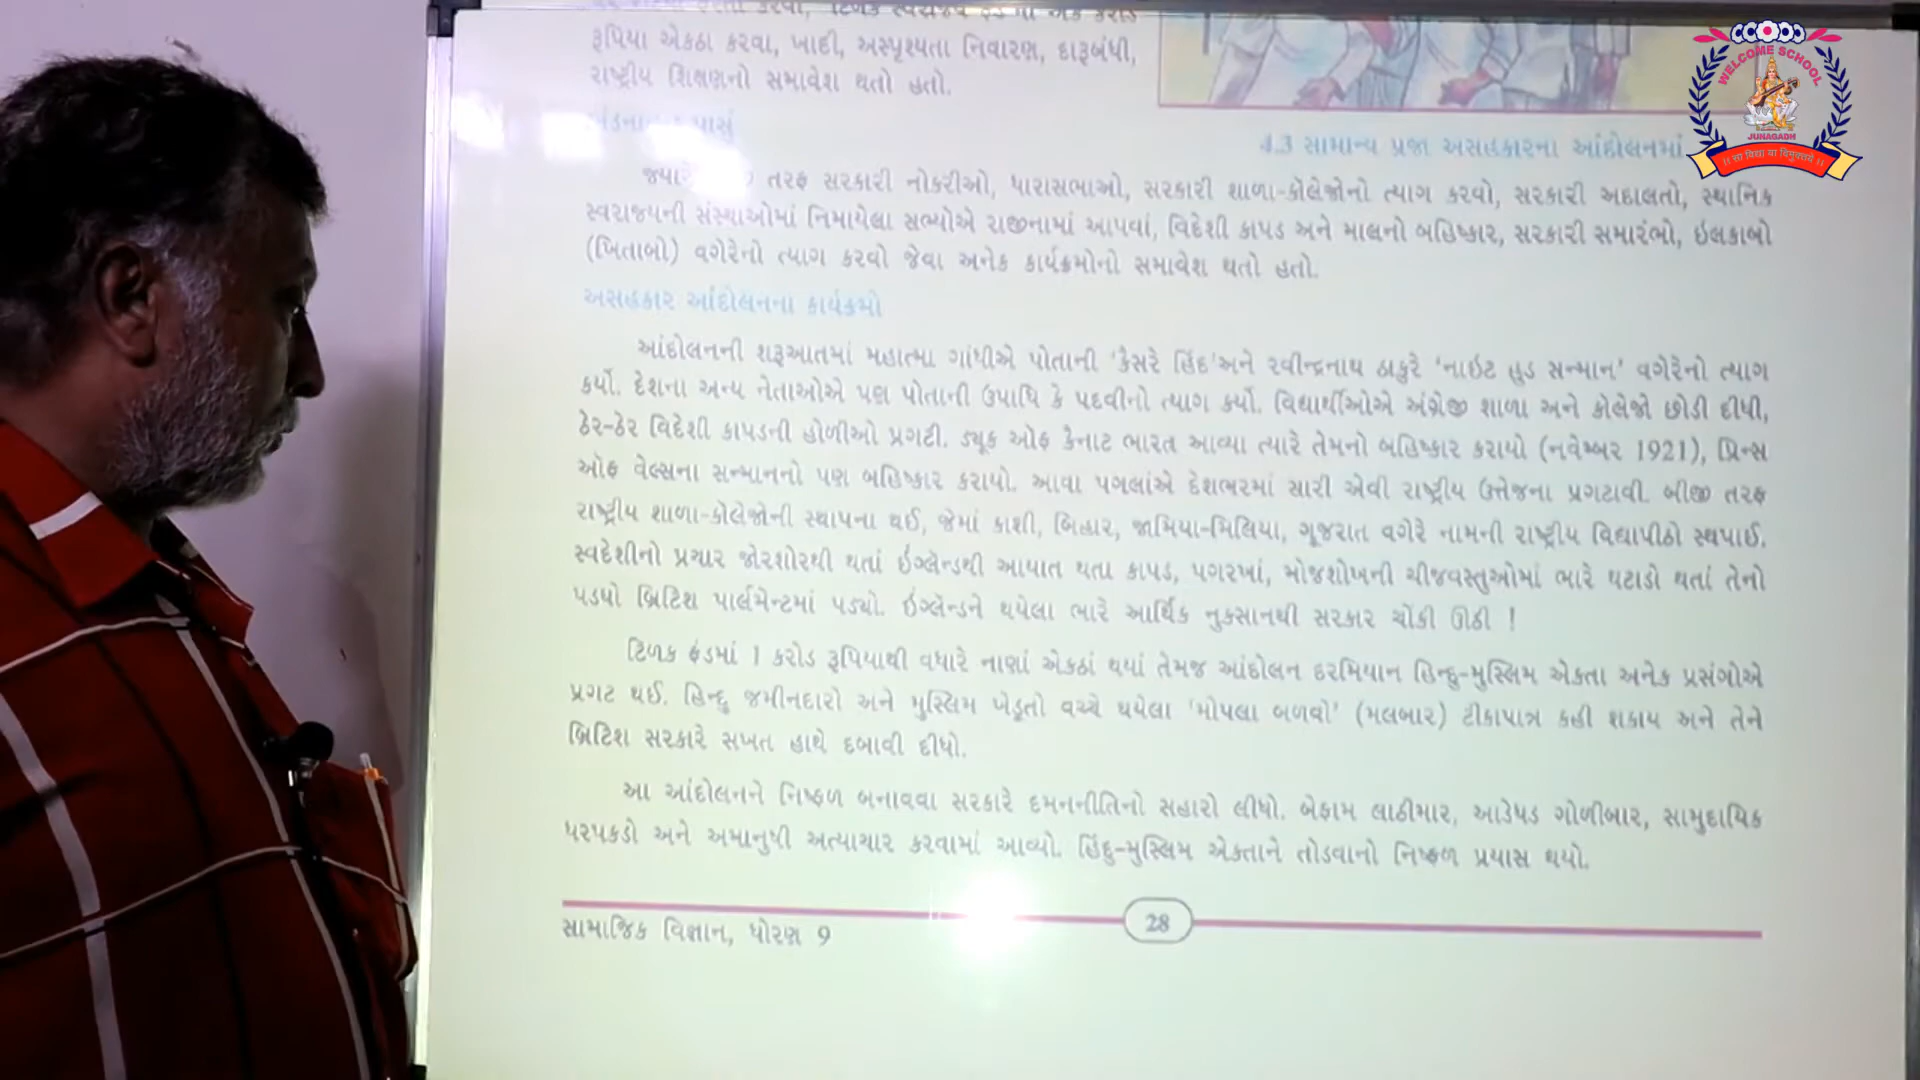 રૂપિયા એકઠા કરવા, ખાદી, અસ્પૃશ્યતા નિવારણ, દારૂબંધી,
રાષ્ટ્રીય શિક્ષણનો સમાવેશ થતો હતો.
પાસું
4.3 સામાન્ય પ્રજા અસહકારના આંદોલનમાં
તરફ સરકારી નોકરીઓ, ધારાસભાઓ, સરકારી શાળા-કૉલેજોનો ત્યાગ કરવો, સરકારી અદાલતો, સ્થાનિક
સ્વરાજ્યની સંસ્થાઓમાં નિમાયેલા સભ્યોએ રાજીનામાં આપવાં, વિદેશી કાપડ અને માલનો બહિષ્કાર, સરકારી સમારંભો, ઇલકાબો
(ખિતાબો) વગેરેનો ત્યાગ કરવો જેવા અનેક કાર્યક્રમોનો સમાવેશ થતો હતો.
અસહકાર આંદોલનના કાર્યક્રમો
આંદોલનની શરૂઆતમાં મહાત્મા ગાંધીએ પોતાની ‘કૈસરે હિંદ’અને રવીન્દ્રનાથ ઠાકુરે ‘નાઇટ હુડ સન્માન’ વગેરેનો ત્યાગ
કર્યો. દેશના અન્ય નેતાઓએ પણ પોતાની ઉપાધિ કે પદવીનો ત્યાગ કર્યો. વિદ્યાર્થીઓએ અંગ્રેજી શાળા અને કોલેજો છોડી દીધી,
ઠેર-ઠેર વિદેશી કાપડની હોળીઓ પ્રગટી. ડ્યૂક ઑફ કૅનાટ ભારત આવ્યા ત્યારે તેમનો બહિષ્કાર કરાયો (નવેમ્બર 1921), પ્રિન્સ
ઑફ વેલ્સના સન્માનનો પણ બહિષ્કાર કરાયો. આવા પગલાંએ દેશભરમાં સારી એવી રાષ્ટ્રીય ઉત્તેજના પ્રગટાવી. બીજી તરફ
રાષ્ટ્રીય શાળા-કૉલેજોની સ્થાપના થઈ, જેમાં કાશી, બિહાર, જામિયા-મિલિયા, ગુજરાત વગેરે નામની રાષ્ટ્રીય વિદ્યાપીઠો સ્થપાઈ.
સ્વદેશીનો પ્રચાર જોરશોરથી થતાં ઇંગ્લૅન્ડથી આયાત થતા કાપડ, પગરખાં, મોજશોખની ચીજવસ્તુઓમાં ભારે ઘટાડો થતાં તેનો
પડઘો બ્રિટિશ પાર્લમેન્ટમાં પડ્યો. ઇંગ્લૅન્ડને થયેલા ભારે આર્થિક નુકસાનથી સરકાર ચોંકી ઊઠી !
ટિળક ફંડમાં 1 કરોડ રૂપિયાથી વધારે નાણાં એકઠાં થયાં તેમજ આંદોલન દરમિયાન હિન્દુ-મુસ્લિમ એકતા અનેક પ્રસંગોએ
પ્રગટ થઈ. હિન્દુ જમીનદારો અને મુસ્લિમ ખેડૂતો વચ્ચે થયેલા ‘મોપલા બળવો’ (મલબાર) ટીકાપાત્ર કહી શકાય અને તેને
બ્રિટિશ સરકારે સખત હાથે દબાવી દીધો.
આ આંદોલનને નિષ્ફળ બનાવવા સરકારે દમનનીતિનો સહારો લીધો. બેફામ લાઠીમાર, આડેધડ ગોળીબાર, સામુદાયિક
ધરપકડો અને અમાનુષી અત્યાચાર કરવામાં આવ્યો. હિંદુ-મુસ્લિમ એકતાને તોડવાનો નિષ્ફળ પ્રયાસ થયો.
28
સામાજિક વિજ્ઞાન, ધોરણ 9
WELCOME SCHOOL
JUNAGADH
॥ सा विद्या या विमुक्तये ॥